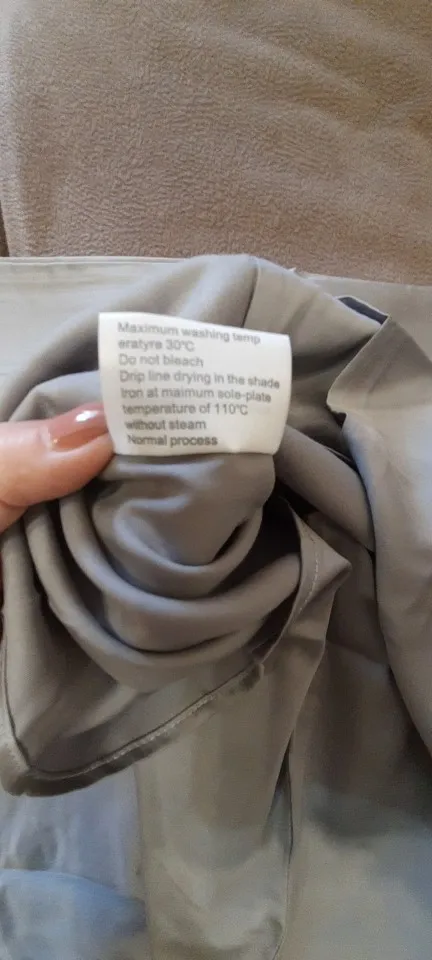 Maximum washing temp
eratyre 30°C
Do not bleach
Drip line drying in the shade
Iron at maimum sole-plate
temperature of 110°C
without steam
Normal process